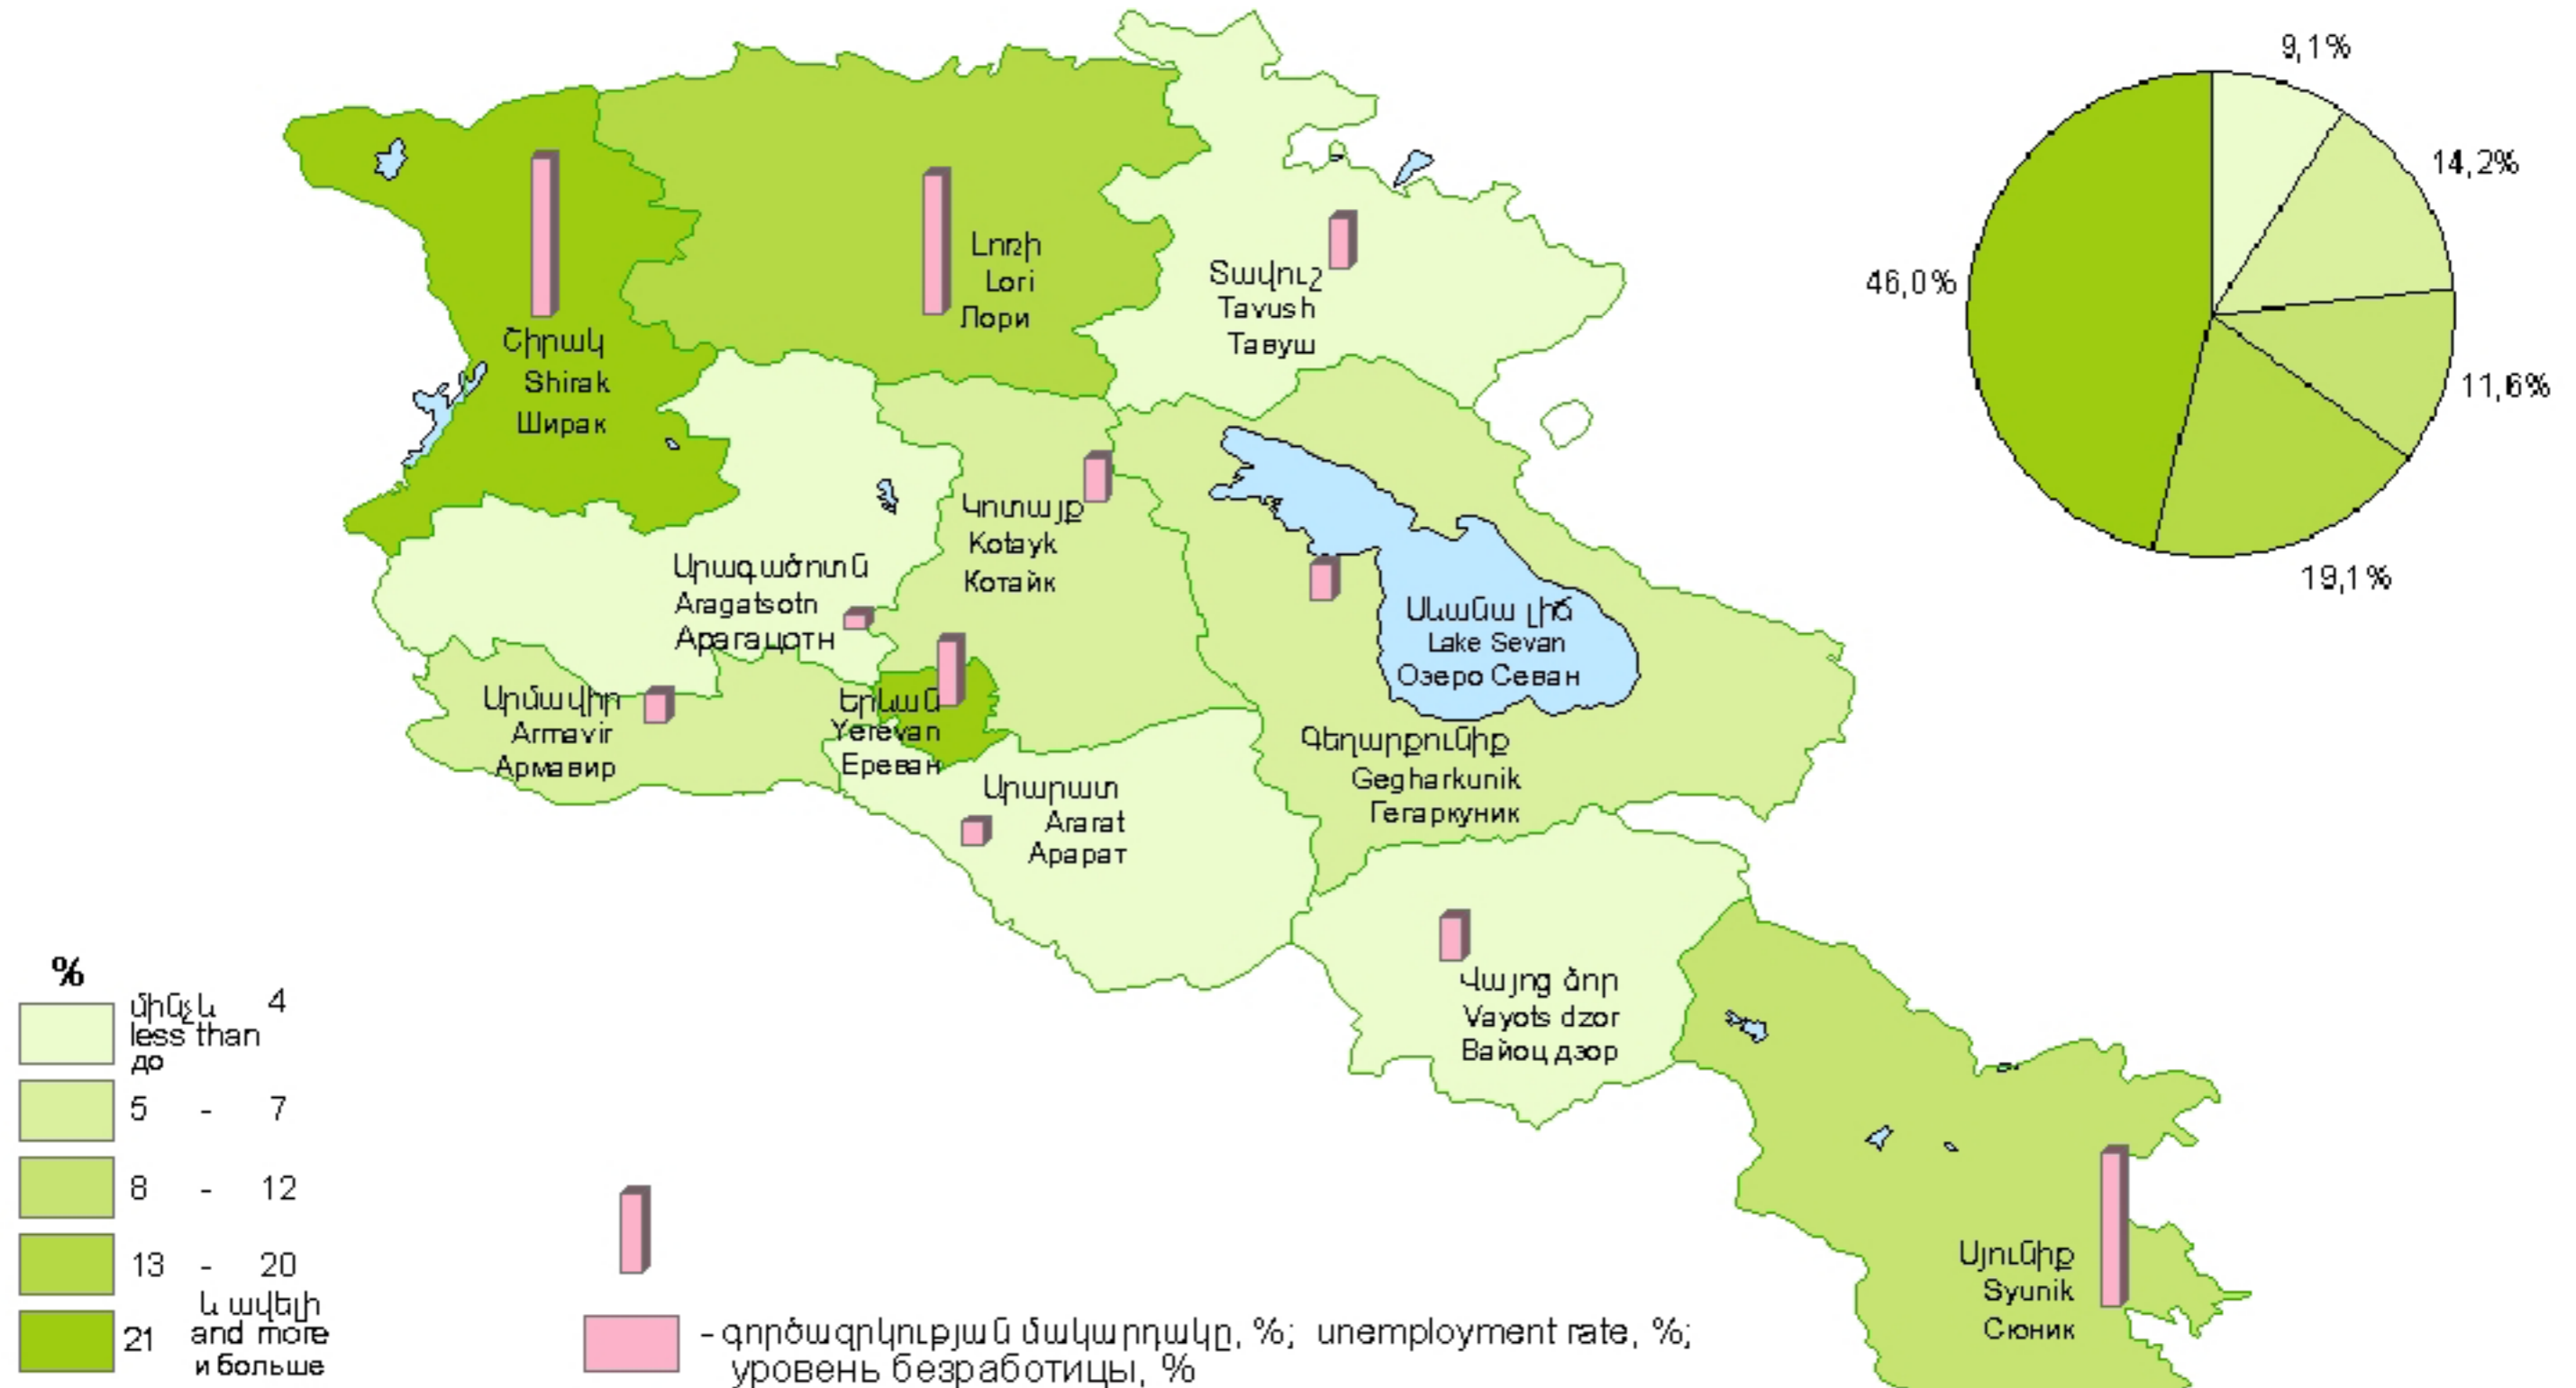 9,1%
14,2%
46,0%
11,6%
19,1%
Լոռի
Lori
Лори
Տավուշ
Tavush
Тавуш
Շիրակ
Shirak
Ширак
Կոտայք
Kotayk
Котайк
Արագածոտն
Aragatsotn
Арагацотн
Սևանա լիճ
Lake Sevan
Озеро Севан
Արմավիր
Armavir
Армавир
Երևան
Yerevan
Ереван
Գեղարքունիք
Gegharkunik
Гегаркуник
Արարատ
Ararat
Арарат
Վայոց ձոր
Vayots dzor
Вайоц дзор
Սյունիք
Syunik
Сюник
%
մինչև 4
less than
до
5 - 7
8 - 12
13 - 20
և ավելի
21 and more
и больше
- գործազրկության մակարդակը, %; unemployment rate, %;
уровень безработицы, %